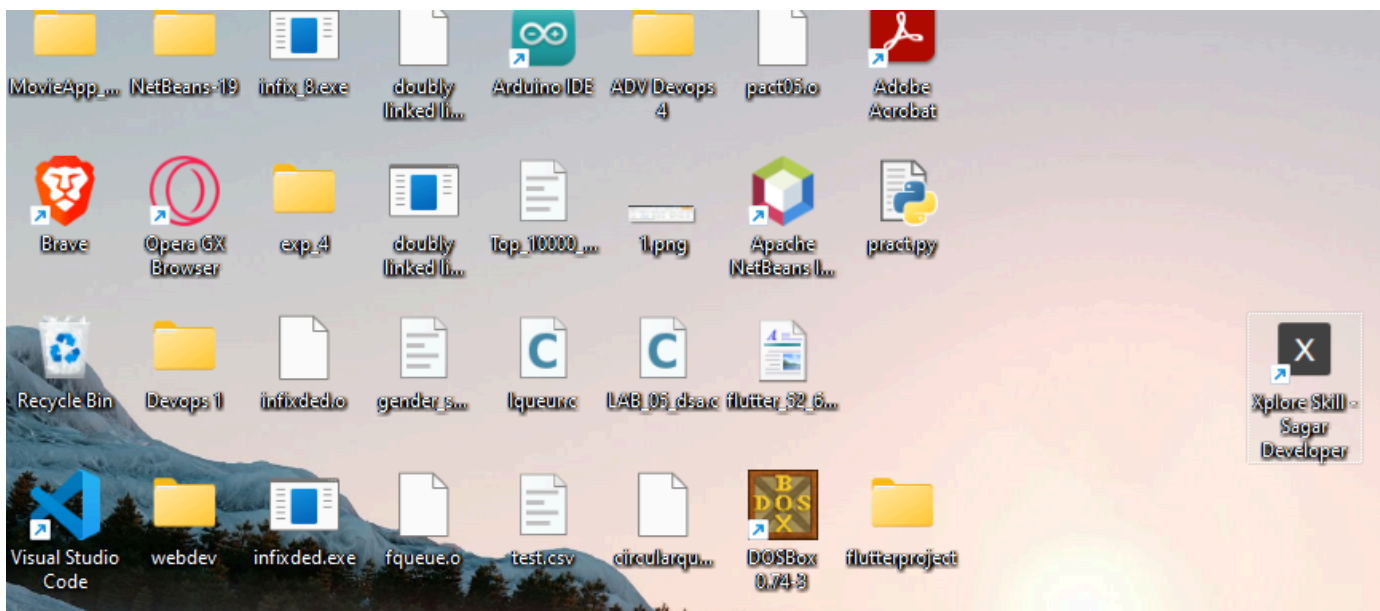 MovieApp_... NetBeans-19 infix_8.exe doubly linked li... Arduino IDE ADV Devops 4 pact05.o Adobe Acrobat
Brave Opera GX Browser exp_4 doubly linked li... Top_10000_... 1.png Apache NetBeans I... pract.py
Recycle Bin Devops 1 infixded.o gender_s... lqueue.c LAB_05_dsa.c flutter_52_6... X Xplore Skill - Sagar Developer
Visual Studio Code webdev infixded.exe fqueue.o test.csv circularqu... DOS BOX DOSBox 0.74-3 flutterproject